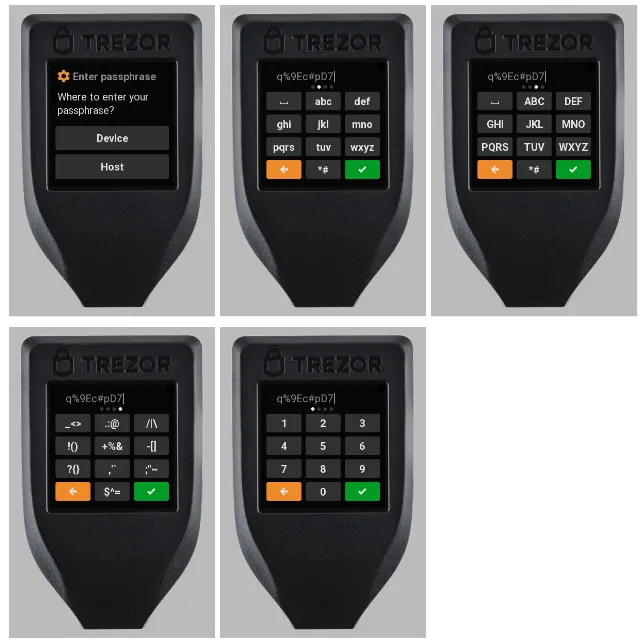 TREZOR
Enter passphrase
Where to enter your
passphrase?
Device
Host
TREZOR
q%9Ec#pD7
abc def
ghi jkl mno
pqrs tuv wxyz
*#
TREZOR
q%9Ec#pD7
ABC DEF
GHI JKL MNO
PQRS TUV WXYZ
*#
TREZOR
q%9Ec#pD7
_<> .:@ /|\
!() +%& -[]
?{} ,'` ;"~
$^=
TREZOR
q%9Ec#pD7
1 2 3
4 5 6
7 8 9
0